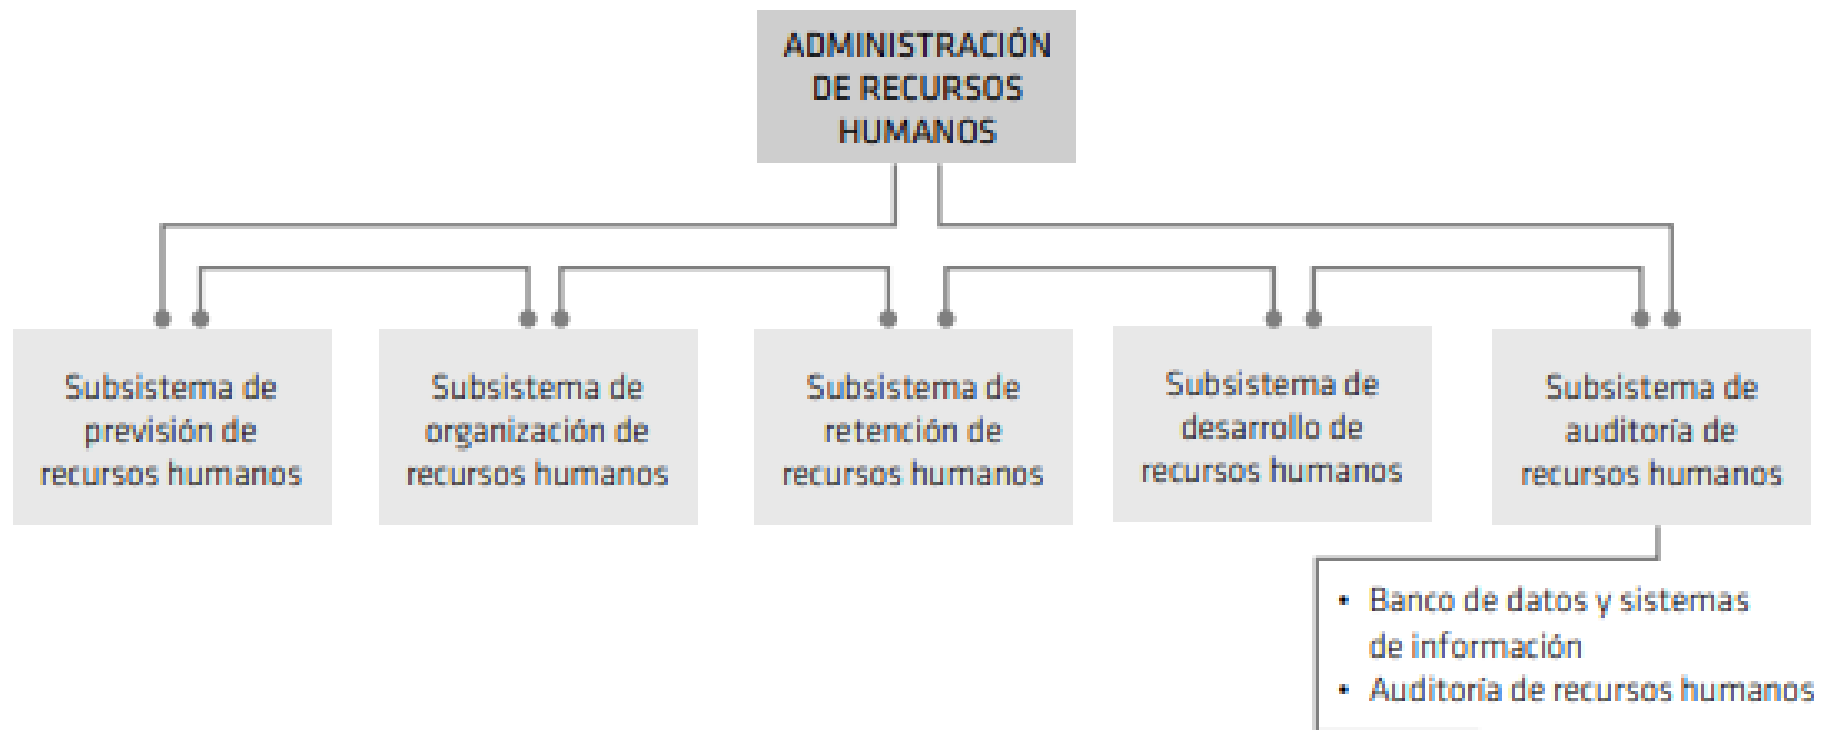 ADMINISTRACIÓN
DE RECURSOS
HUMANOS
Subsistema de
previsión de
recursos humanos
Subsistema de
organización de
recursos humanos
Subsistema de
retención de
recursos humanos
Subsistema de
desarrollo de
recursos humanos
Subsistema de
auditoría de
recursos humanos
• Banco de datos y sistemas
de información
• Auditoría de recursos humanos